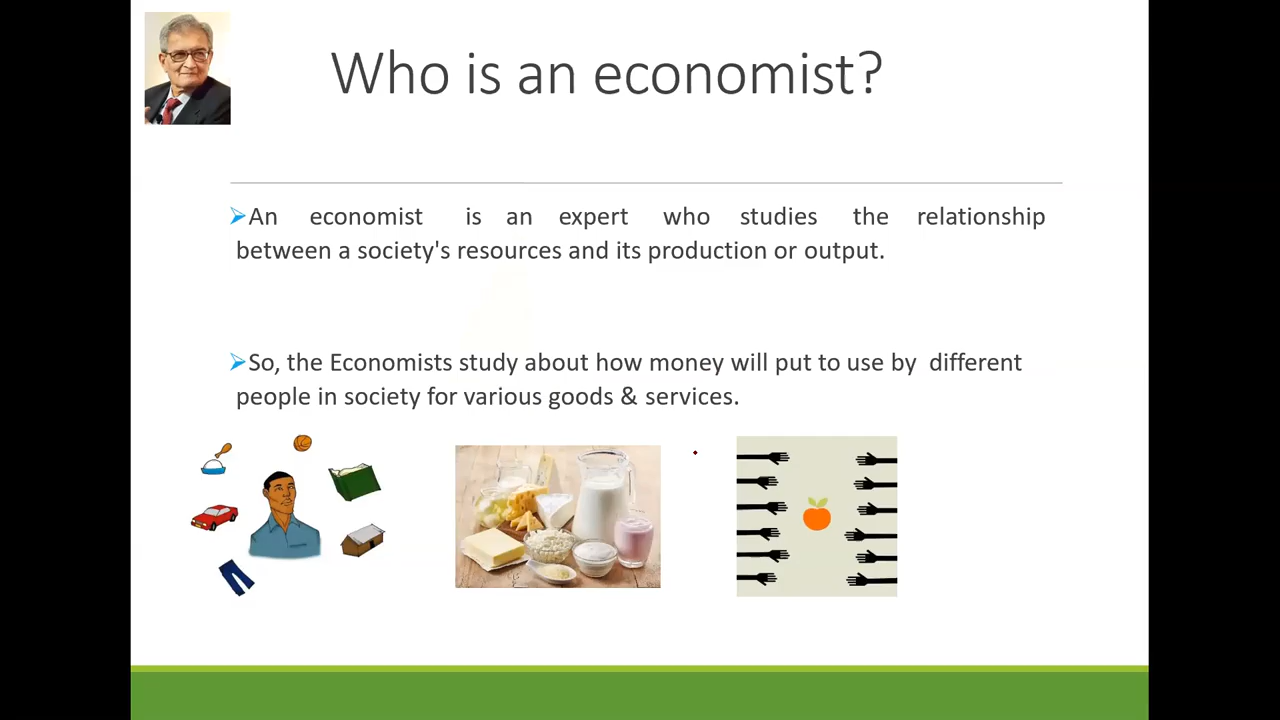 Who is an economist?
➢An economist is an expert who studies the relationship
between a society's resources and its production or output.
➢So, the Economists study about how money will put to use by different
people in society for various goods & services.